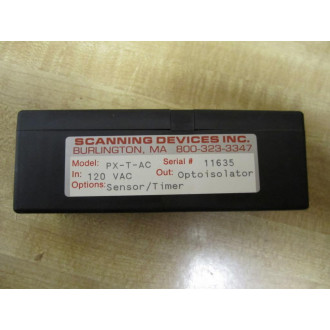 SCANNING DEVICES INC.
BURLINGTON, MA 800-323-3347
Model: PX-T-AC Serial # 11635
In: 120 VAC Out: Optoisolator
Options: Sensor/Timer